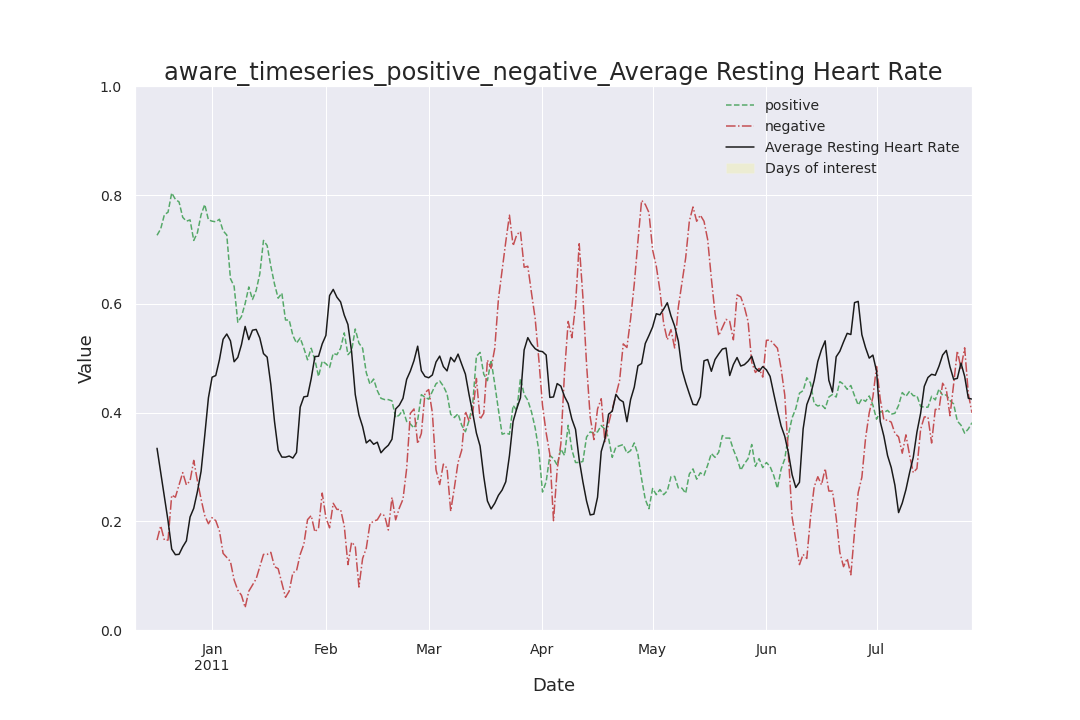 aware_timeseries_positive_negative_Average Resting Heart Rate
1.0
0.8
0.6
0.4
0.2
0.0
Value
positive
negative
Average Resting Heart Rate
Days of interest
Jan Feb Mar Apr May Jun Jul
2011
Date